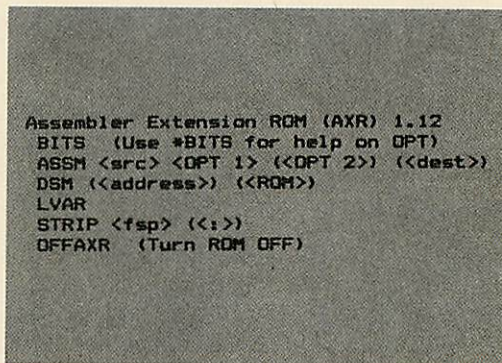 Assembler Extension ROM (AXR) 1.12
BITS (Use *BITS for help on OPT)
ASSM <src> <OPT 1> (<OPT 2>) (<dest>)
DSM (<address>) (<ROM>)
LVAR
STRIP <fsp> (<:>)
OFFAXR (Turn ROM OFF)